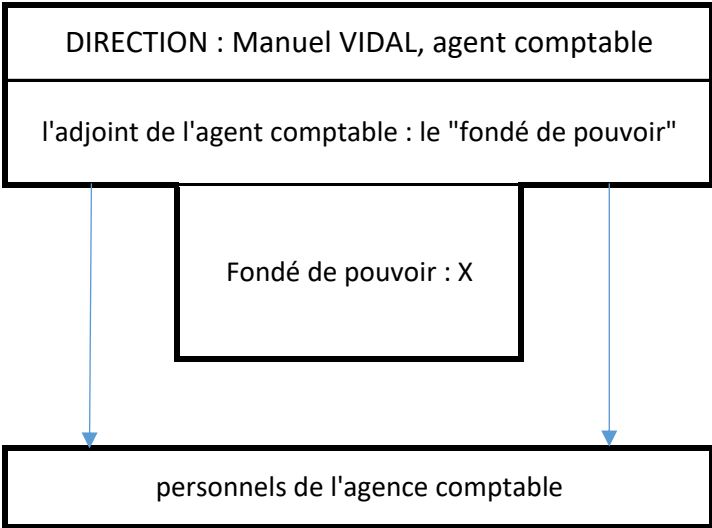 DIRECTION : Manuel VIDAL, agent comptable
l'adjoint de l'agent comptable : le "fondé de pouvoir"
Fondé de pouvoir : X
personnels de l'agence comptable